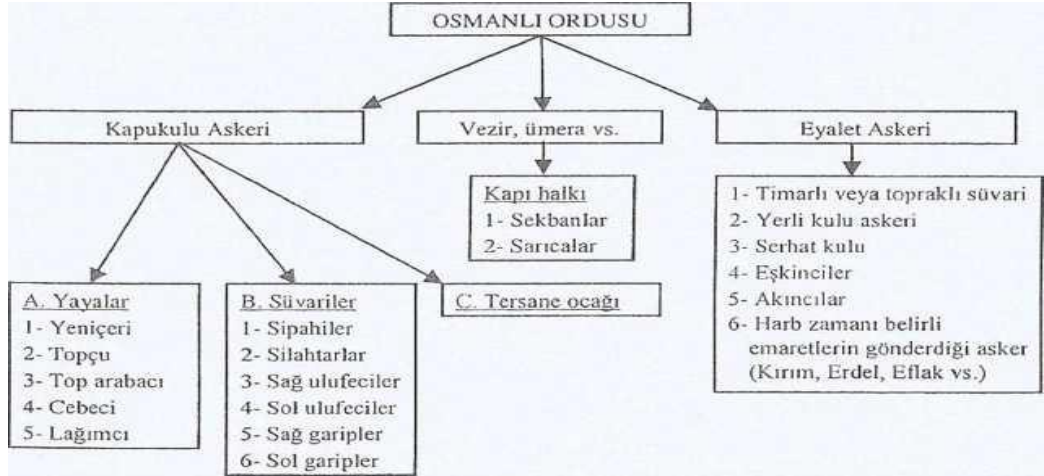 OSMANLI ORDUSU
Kapukulu Askeri
Vezir, ümera vs.
Eyalet Askeri
Kapı halkı
1- Sekbanlar
2- Sarıcalar
1- Timarlı veya topraklı süvari
2- Yerli kulu askeri
3- Serhat kulu
4- Eşkinciler
5- Akıncılar
6- Harb zamanı belirli
emaretlerin gönderdiği asker
(Kırım, Erdel, Eflak vs.)
A. Yayalar
1- Yeniçeri
2- Topçu
3- Top arabacı
4- Cebeci
5- Lağımcı
B. Süvariler
1- Sipahiler
2- Silahtarlar
3- Sağ ulufeciler
4- Sol ulufeciler
5- Sağ garipler
6- Sol garipler
C. Tersane ocağı